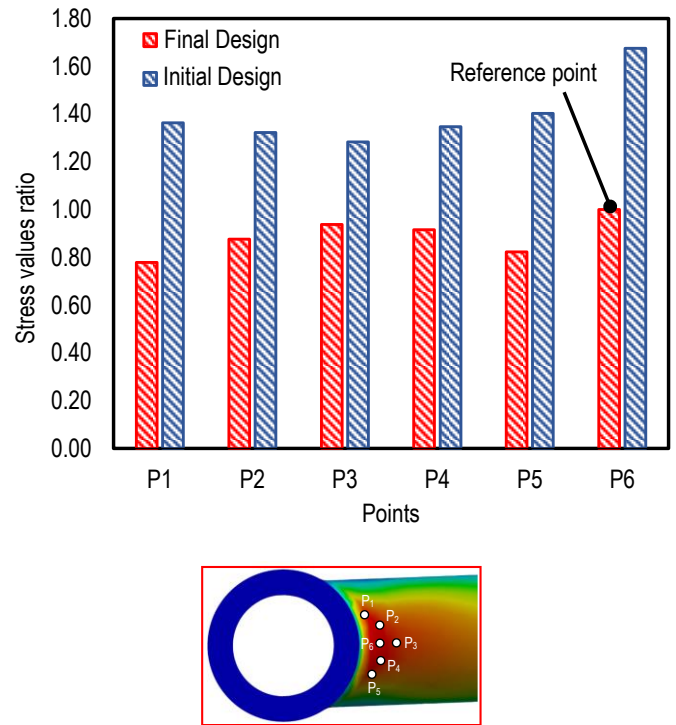 1.80
1.60
1.40
1.20
1.00
0.80
0.60
0.40
0.20
0.00
Stress values ratio
Final Design
Initial Design
Reference point
P1 P2 P3 P4 P5 P6
Points
P1
P2
P6 P3
P4
P5